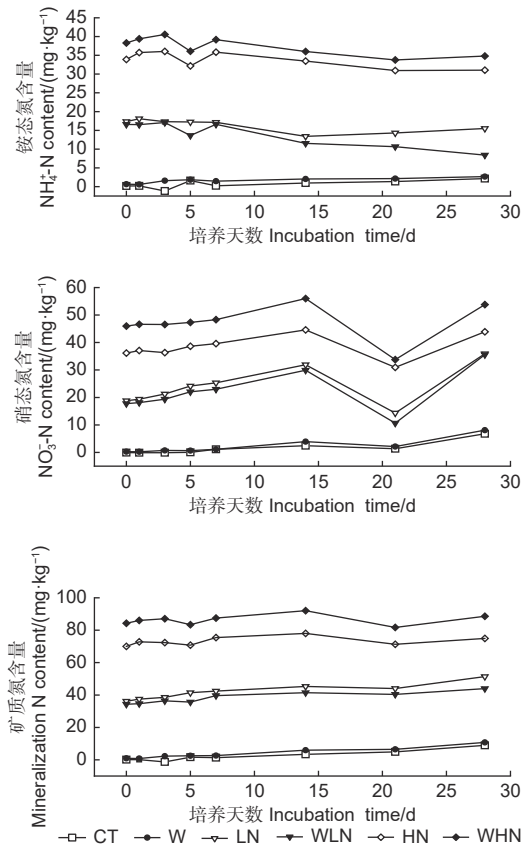 铵态氮含量
NH₄⁺-N content/(mg·kg⁻¹)
45
40
35
30
25
20
15
10
5
0
0 5 10 15 20 25 30
培养天数 Incubation time/d
硝态氮含量
NO₃⁻-N content/(mg·kg⁻¹)
60
50
40
30
20
10
0
0 5 10 15 20 25 30
培养天数 Incubation time/d
矿质氮含量
Mineralization N content/(mg·kg⁻¹)
100
80
60
40
20
0
0 5 10 15 20 25 30
培养天数 Incubation time/d
CT W LN WLN HN WHN